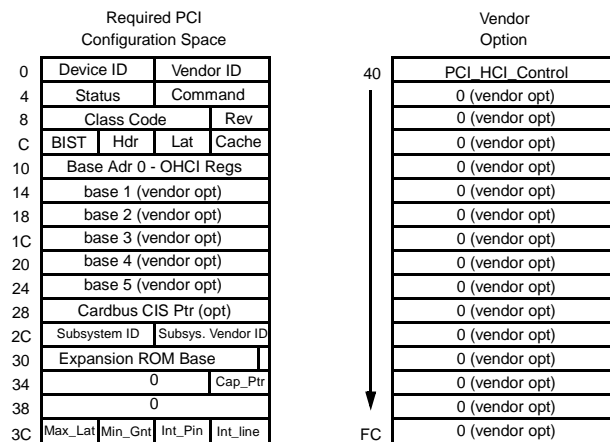 Required PCI
Configuration Space
0 Device ID Vendor ID
4 Status Command
8 Class Code Rev
C BIST Hdr Lat Cache
10 Base Adr 0 - OHCI Regs
14 base 1 (vendor opt)
18 base 2 (vendor opt)
1C base 3 (vendor opt)
20 base 4 (vendor opt)
24 base 5 (vendor opt)
28 Cardbus CIS Ptr (opt)
2C Subsystem ID Subsys. Vendor ID
30 Expansion ROM Base
34 0 Cap_Ptr
38 0
3C Max_Lat Min_Gnt Int_Pin Int_line
Vendor
Option
40 PCI_HCI_Control
0 (vendor opt)
0 (vendor opt)
0 (vendor opt)
0 (vendor opt)
0 (vendor opt)
0 (vendor opt)
0 (vendor opt)
0 (vendor opt)
0 (vendor opt)
0 (vendor opt)
0 (vendor opt)
0 (vendor opt)
0 (vendor opt)
0 (vendor opt)
FC 0 (vendor opt)